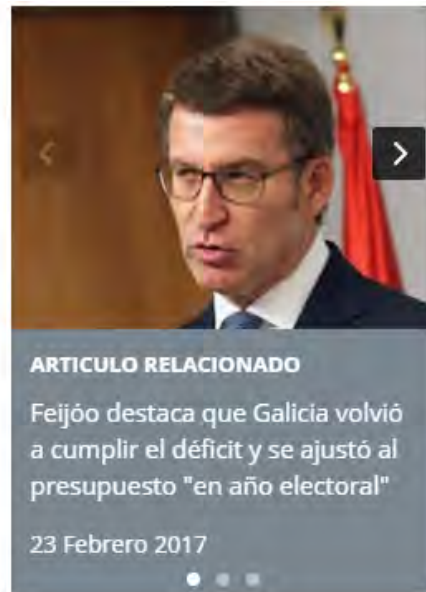 ARTICULO RELACIONADO
Feijóo destaca que Galicia volvió
a cumplir el déficit y se ajustó al
presupuesto "en año electoral"
23 Febrero 2017